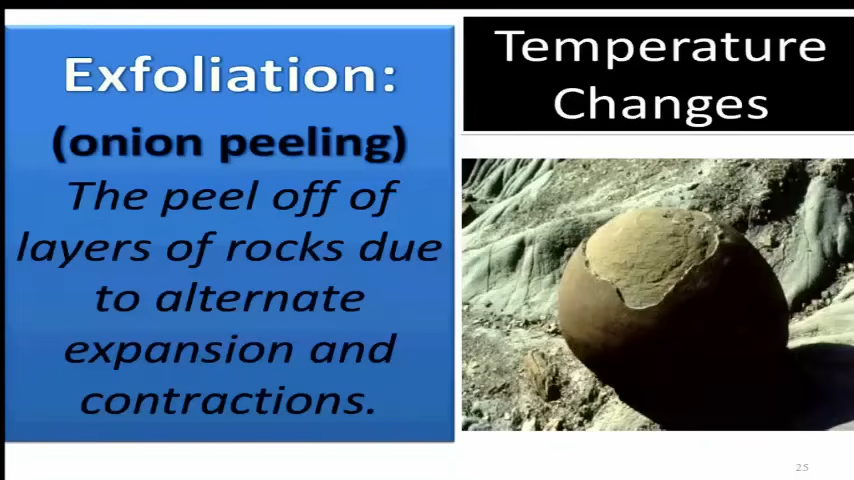 Exfoliation:
(onion peeling)
The peel off of
layers of rocks due
to alternate
expansion and
contractions.
Temperature
Changes
25